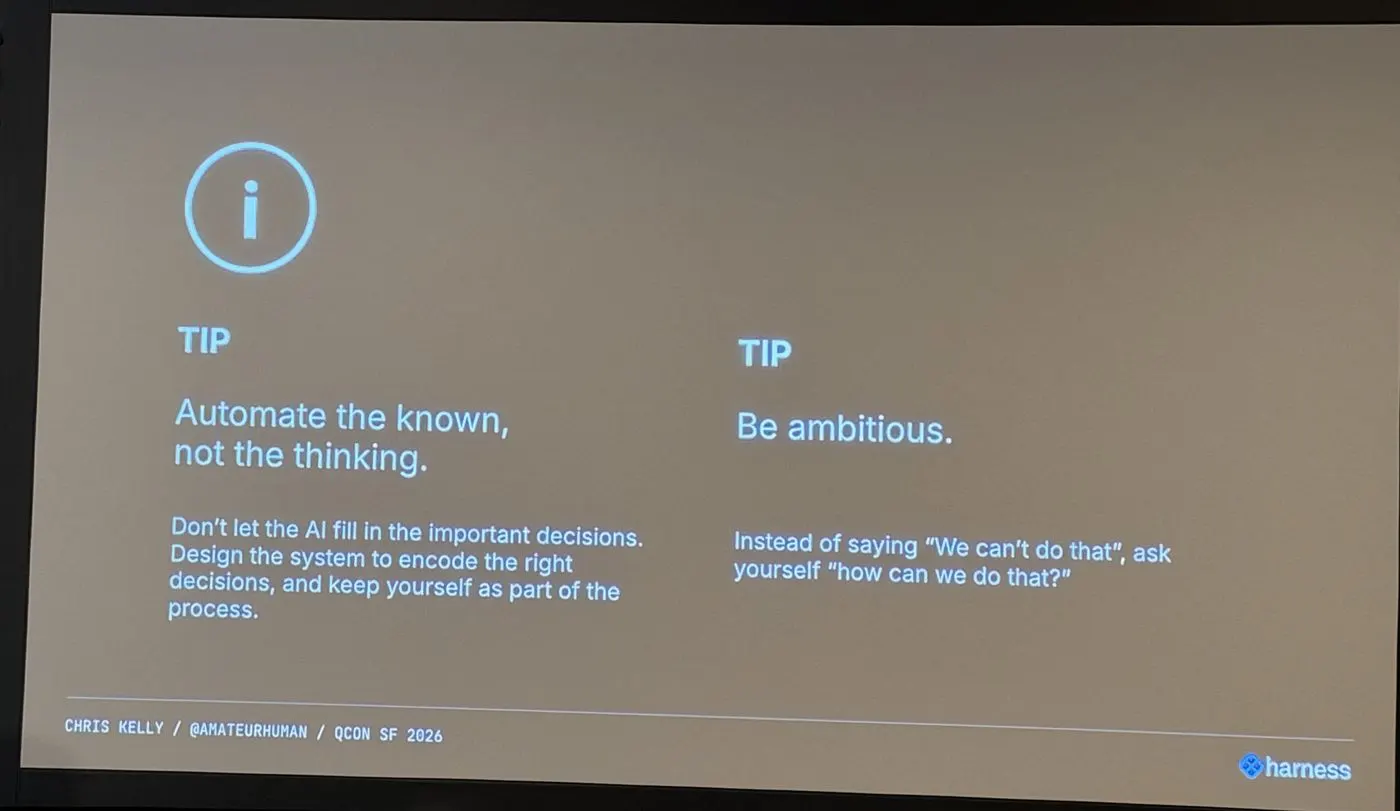 i
TIP
Automate the known,
not the thinking.
Don't let the AI fill in the important decisions.
Design the system to encode the right
decisions, and keep yourself as part of the
process.
TIP
Be ambitious.
Instead of saying “We can't do that”, ask
yourself “how can we do that?”
CHRIS KELLY / @AMATEURHUMAN / QCON SF 2026
harness